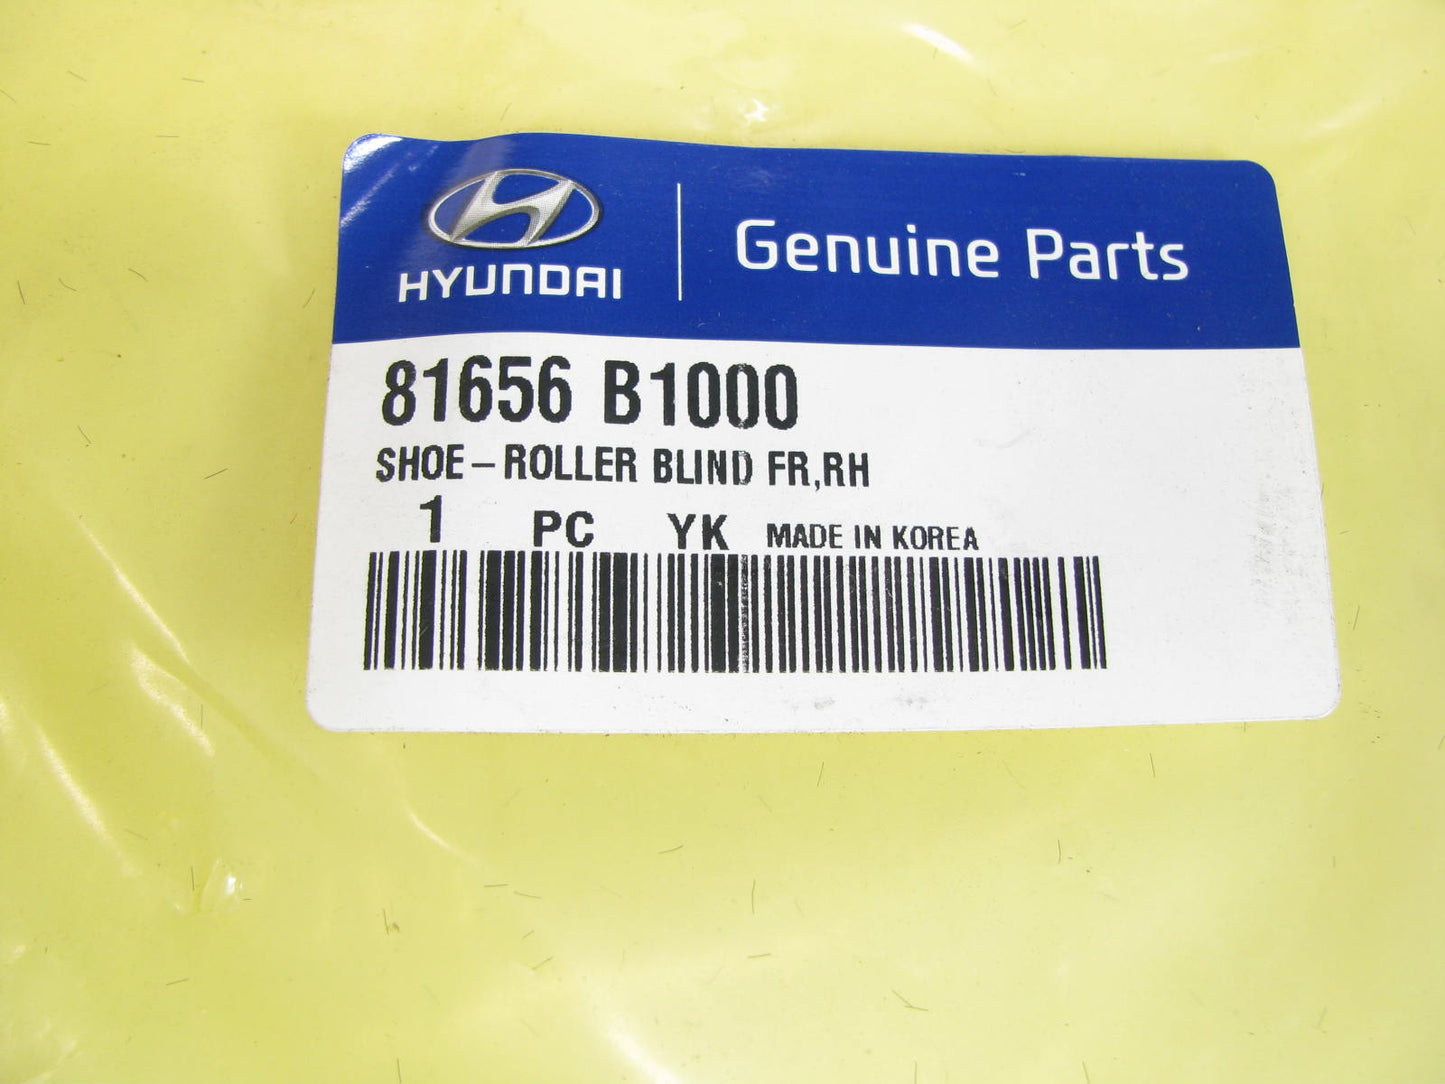 HYUNDAI
Genuine Parts
81656 B1000
SHOE-ROLLER BLIND FR,RH
1 PC YK MADE IN KOREA